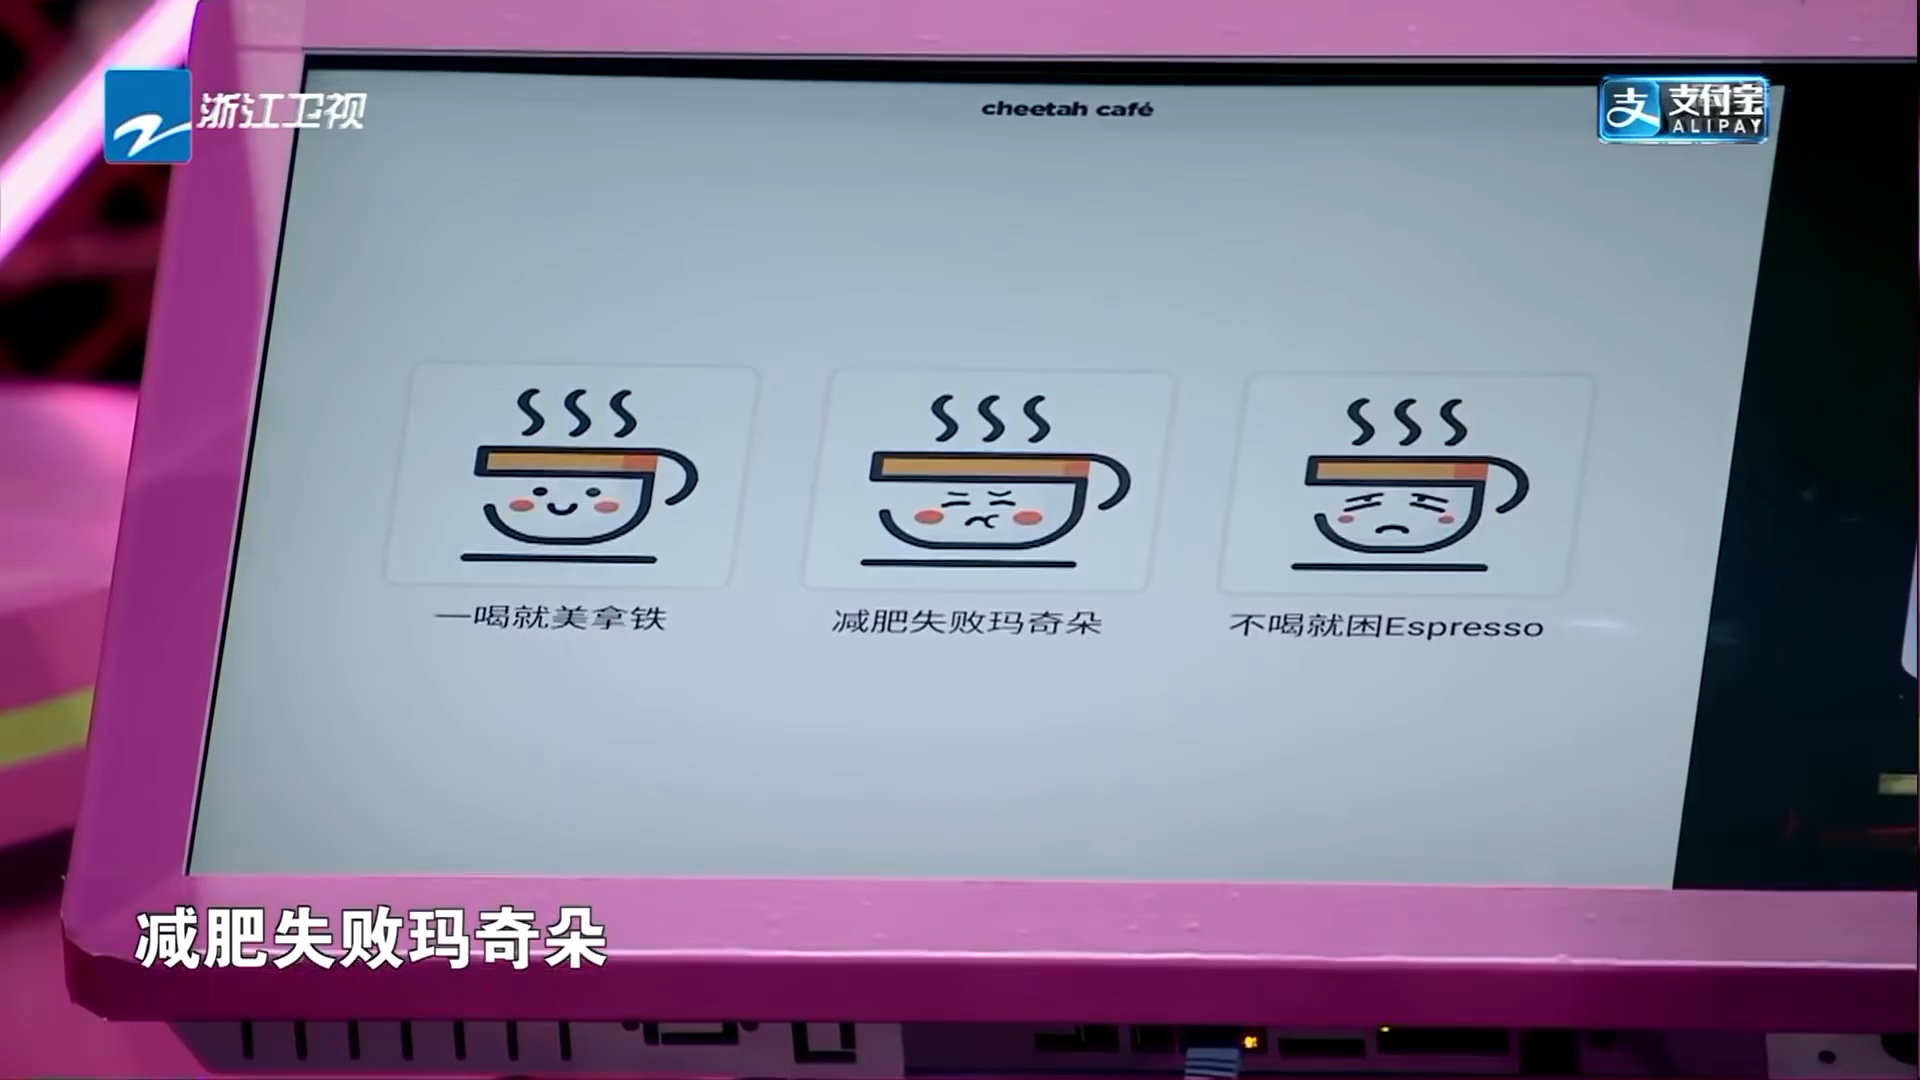 浙江卫视
支付宝
ALIPAY
cheetah café
一喝就美拿铁
减肥失败玛奇朵
不喝就困Espresso
减肥失败玛奇朵